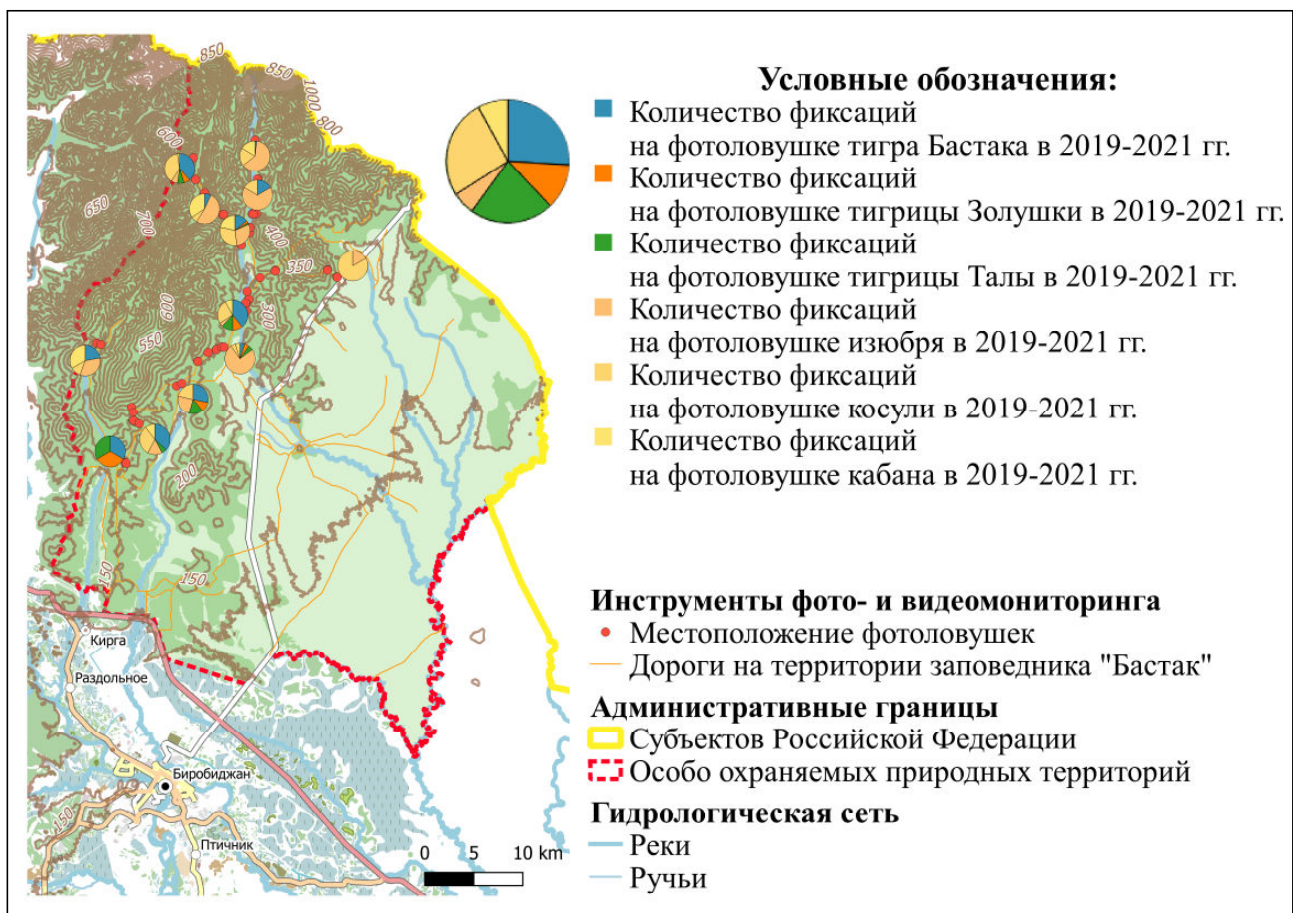 Условные обозначения:
Количество фиксаций
на фотоловушке тигра Бастака в 2019-2021 гг.
Количество фиксаций
на фотоловушке тигрицы Золушки в 2019-2021 гг.
Количество фиксаций
на фотоловушке тигрицы Талы в 2019-2021 гг.
Количество фиксаций
на фотоловушке изюбря в 2019-2021 гг.
Количество фиксаций
на фотоловушке косули в 2019-2021 гг.
Количество фиксаций
на фотоловушке кабана в 2019-2021 гг.
Инструменты фото- и видеомониторинга
Местоположение фотоловушек
Дороги на территории заповедника "Бастак"
Административные границы
Субъектов Российской Федерации
Особо охраняемых природных территорий
Гидрологическая сеть
Реки
Ручьи
850
850
1000
800
600
650
700
400
350
600
300
550
200
150
150
Кирга
Раздольное
Биробиджан
150
Птичник
0 5 10 km